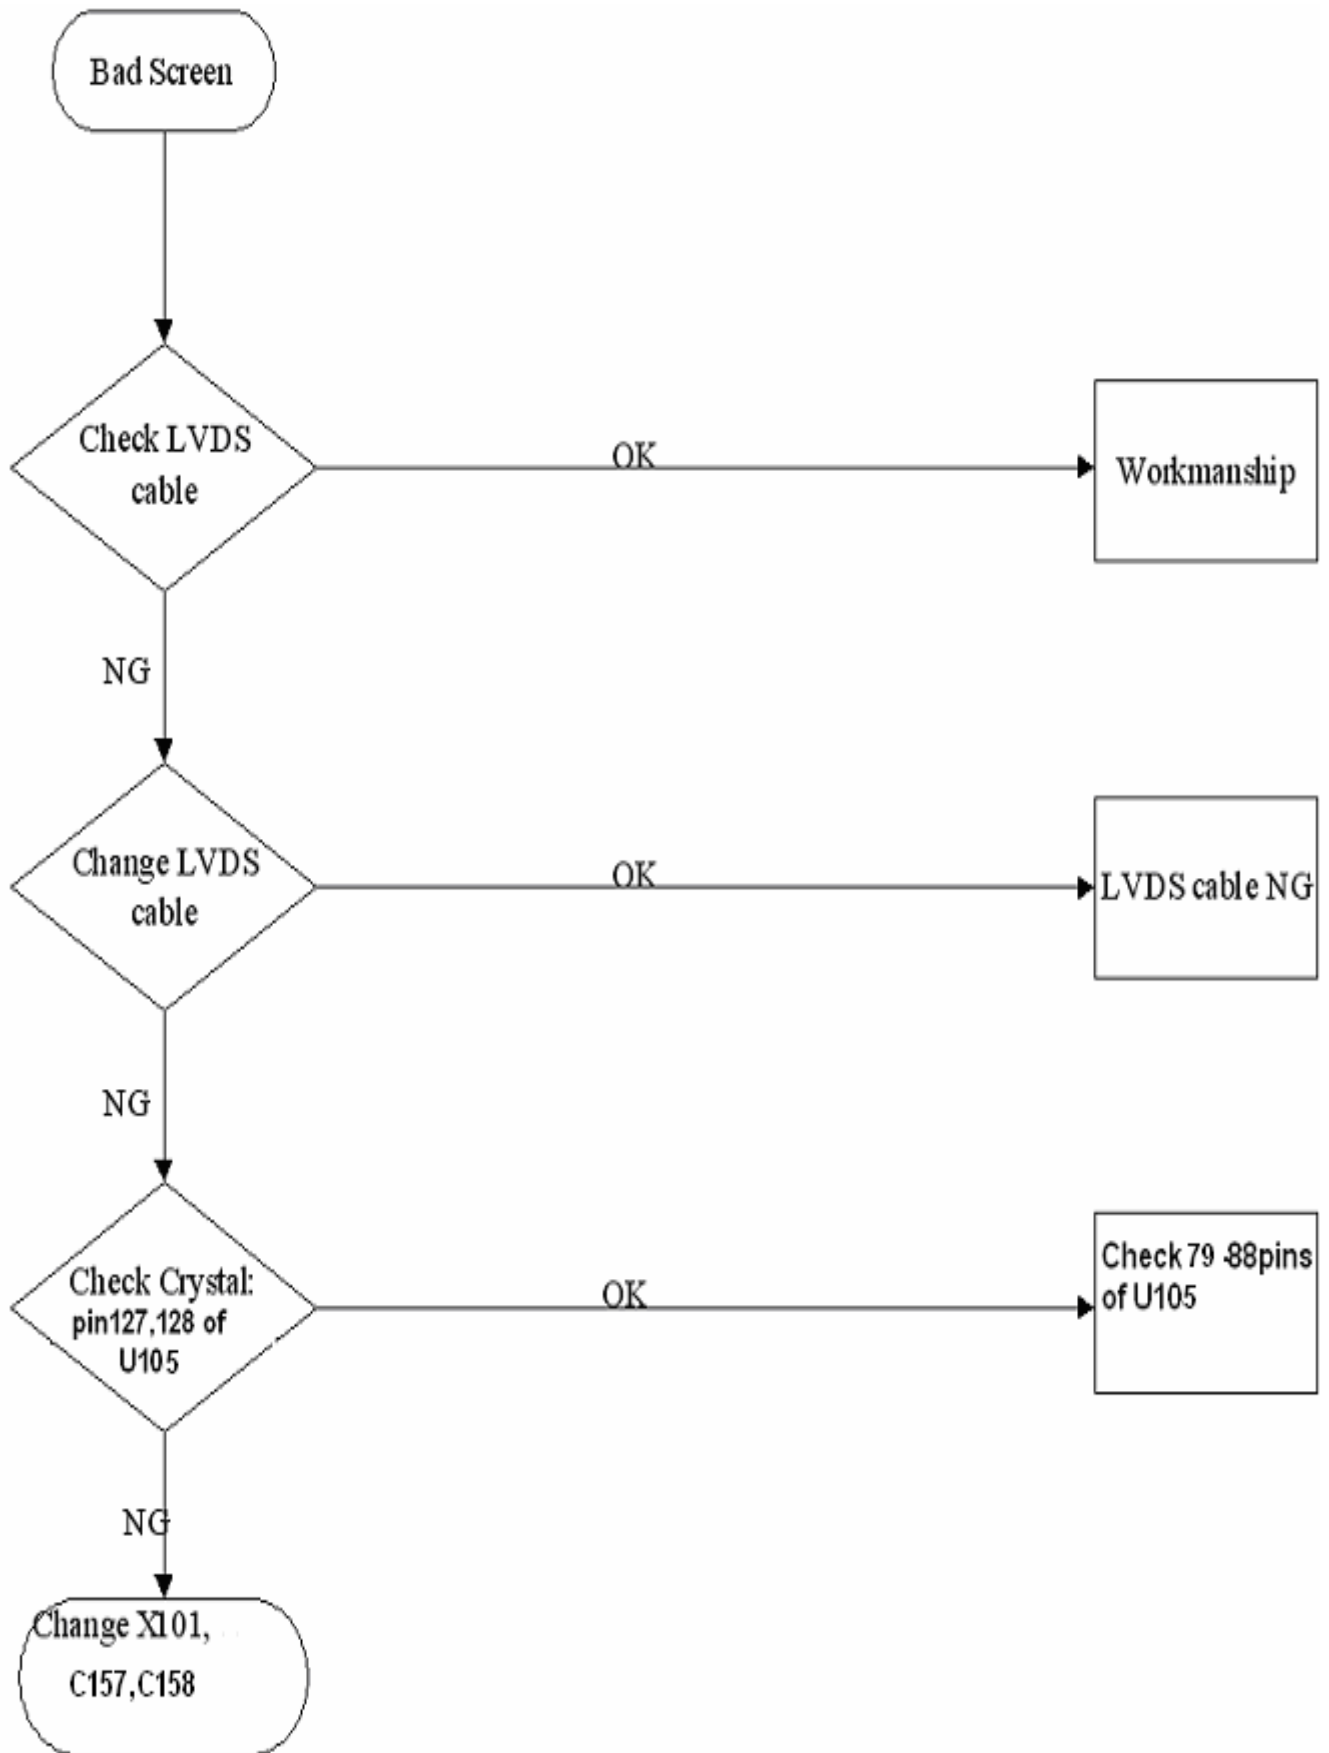 Bad Screen
Check LVDS
cable
OK
Workmanship
NG
Change LVDS
cable
OK
LVDS cable NG
NG
Check Crystal:
pin127,128 of
U105
OK
Check 79 -88pins
of U105
NG
Change X101,
C157,C158